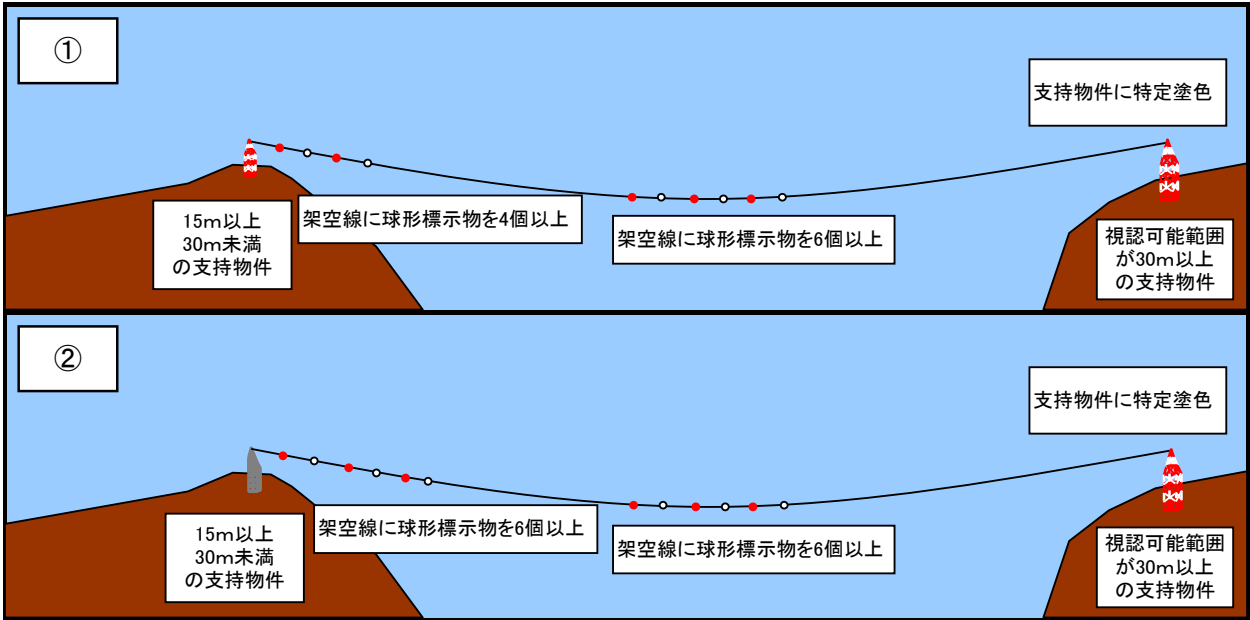 ①
支持物件に特定塗色
架空線に球形標示物を4個以上
15m以上
30m未満
の支持物件
架空線に球形標示物を6個以上
視認可能範囲
が30m以上
の支持物件
②
支持物件に特定塗色
架空線に球形標示物を6個以上
15m以上
30m未満
の支持物件
架空線に球形標示物を6個以上
視認可能範囲
が30m以上
の支持物件